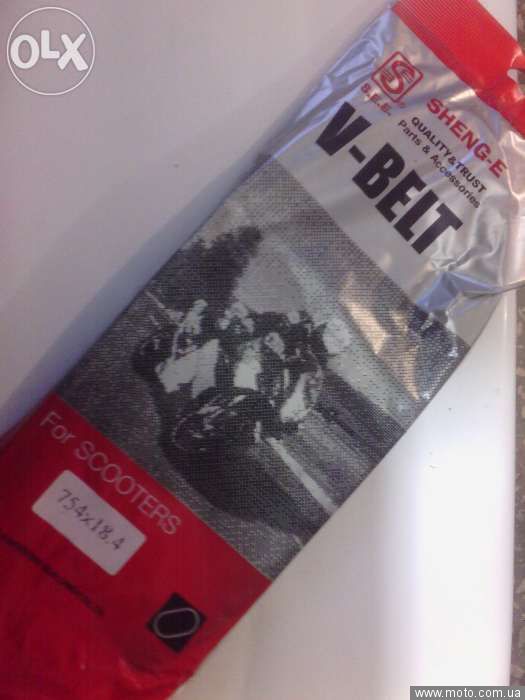 OLX
S.E.E.
SHENG-E
QUALITY&TRUST
Parts & Accessories
V-BELT
For SCOOTERS
754x18.4
www.moto.com.ua